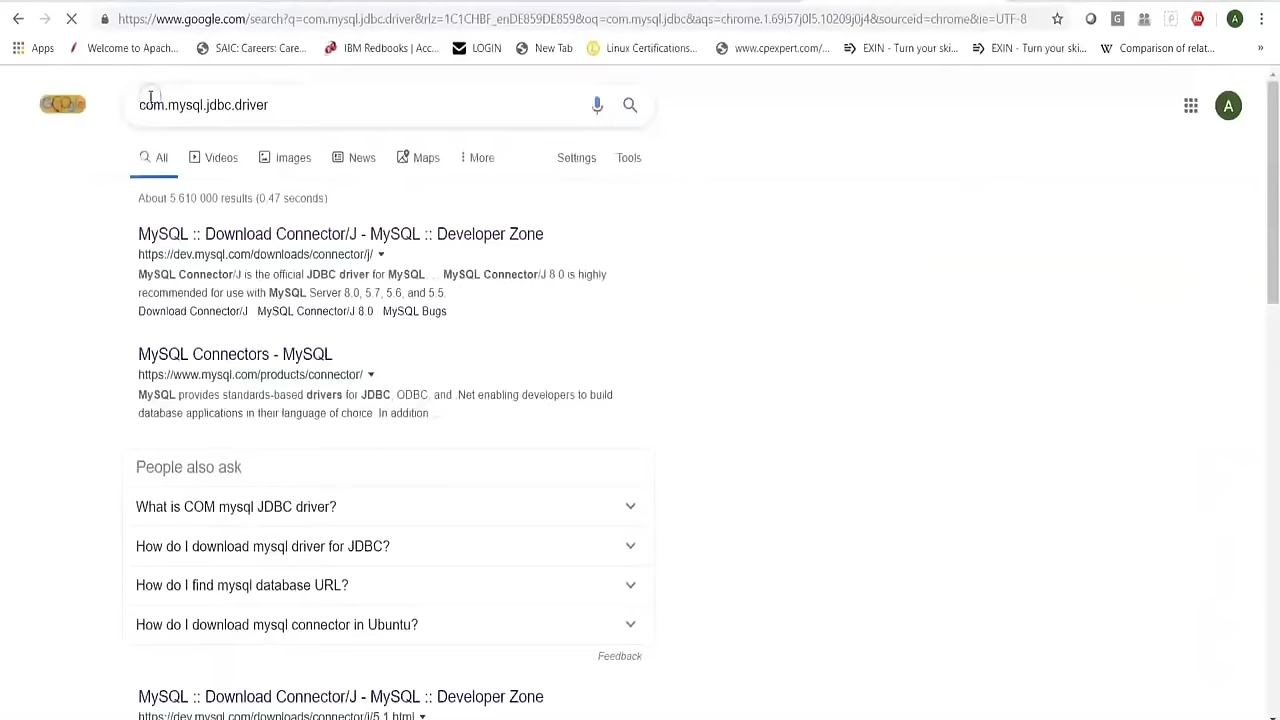 https://www.google.com/search?q=com.mysql.jdbc.driver&rlz=1C1CHBF_enDE859DE859&oq=com.mysql.jdbc&aqs=chrome.1.69i57j0l5.10209j0j4&sourceid=chrome&ie=UTF-8
Apps Welcome to Apach... SAIC: Careers: Care... IBM Redbooks | Acc... LOGIN New Tab Linux Certifications... www.cpexpert.com/... EXIN - Turn your ski... EXIN - Turn your ski... Comparison of relat... »
com.mysql.jdbc.driver
A
All Videos Images News Maps More Settings Tools
About 5 610 000 results (0.47 seconds)
MySQL :: Download Connector/J - MySQL :: Developer Zone
https://dev.mysql.com/downloads/connector/j/
MySQL Connector/J is the official JDBC driver for MySQL. ... MySQL Connector/J 8 0 is highly
recommended for use with MySQL Server 8.0, 5.7, 5.6, and 5.5.
Download Connector/J MySQL Connector/J 8.0 MySQL Bugs
MySQL Connectors - MySQL
https://www.mysql.com/products/connector/
MySQL provides standards-based drivers for JDBC, ODBC, and .Net enabling developers to build
database applications in their language of choice. In addition ...
People also ask
What is COM mysql JDBC driver?
How do I download mysql driver for JDBC?
How do I find mysql database URL?
How do I download mysql connector in Ubuntu?
Feedback
MySQL :: Download Connector/J - MySQL :: Developer Zone
https://dev.mysql.com/downloads/connector/j/5.1.html